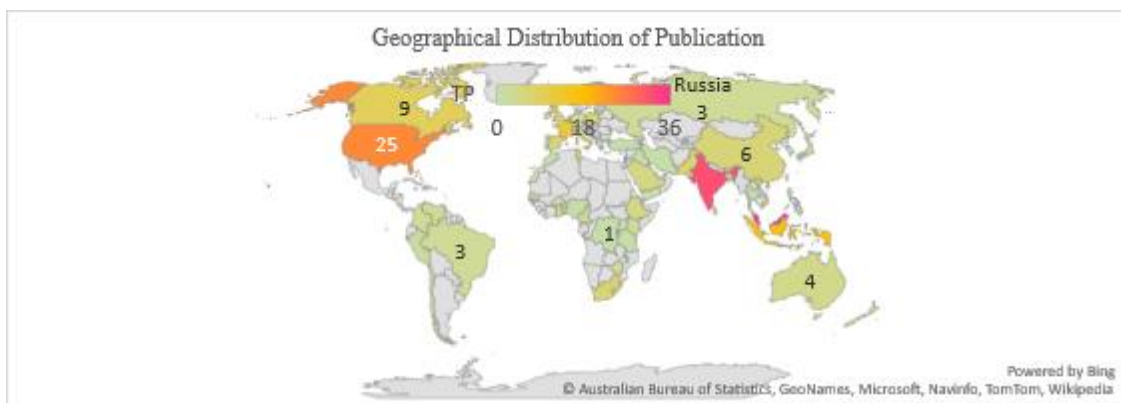 Geographical Distribution of Publication
TP
Russia
9
3
0
18
36
25
6
1
3
4
Powered by Bing
© Australian Bureau of Statistics, GeoNames, Microsoft, Navinfo, TomTom, Wikipedia